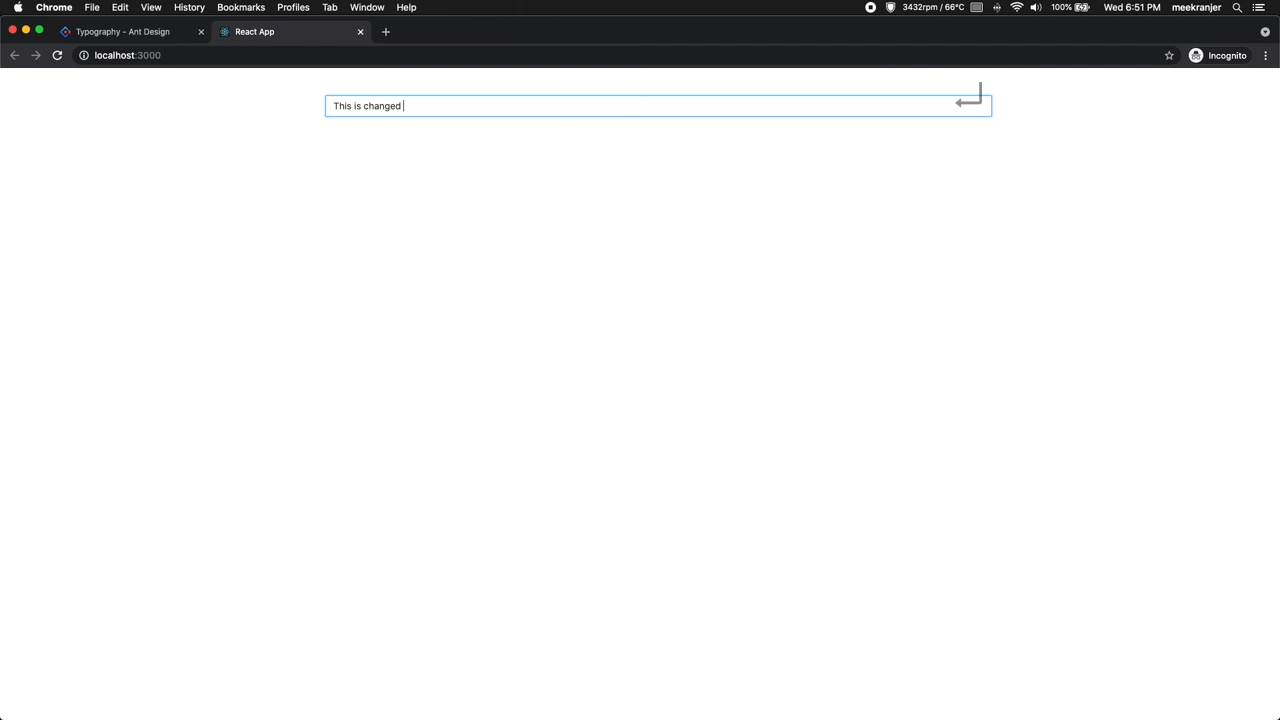 Chrome File Edit View History Bookmarks Profiles Tab Window Help 3432rpm / 66°C 100% Wed 6:51 PM meekranjer
Typography - Ant Design React App
localhost:3000 Incognito
This is changed